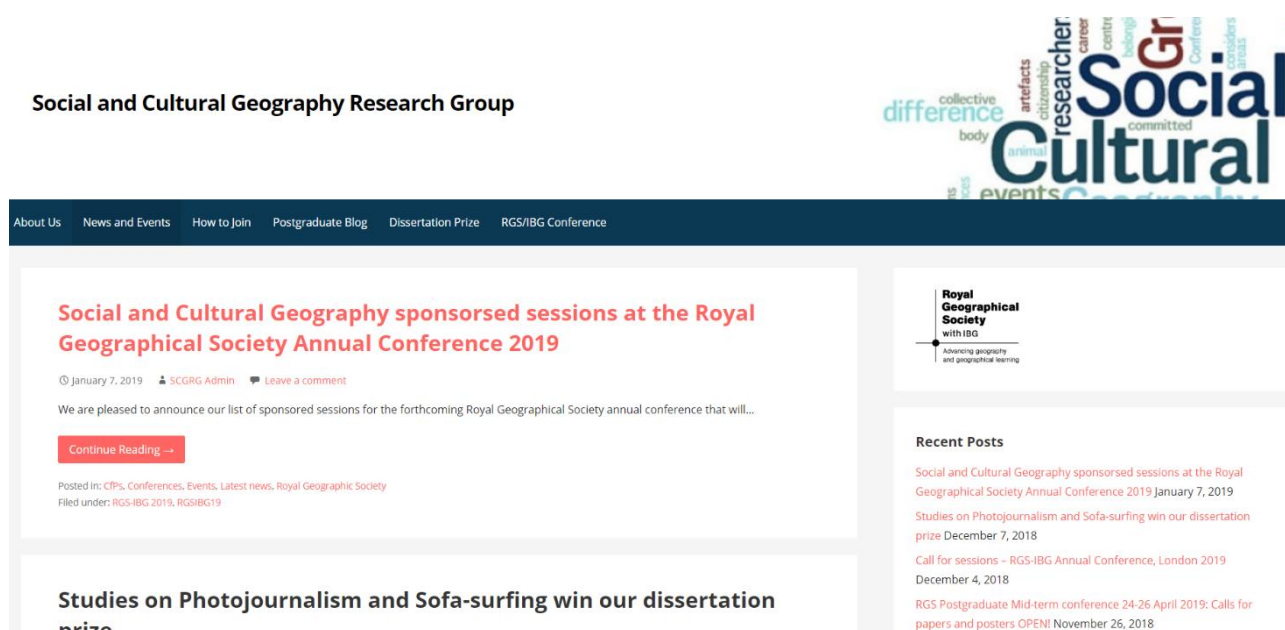 Social and Cultural Geography Research Group
difference
collective
body
animal
artefacts
citizenship
researcher
career
centre
Social
committed
Cultural
events
considers
areas
About Us News and Events How to Join Postgraduate Blog Dissertation Prize RGS/IBG Conference
Social and Cultural Geography sponsorsed sessions at the Royal
Geographical Society Annual Conference 2019
January 7, 2019 SCGRG Admin Leave a comment
We are pleased to announce our list of sponsored sessions for the forthcoming Royal Geographical Society annual conference that will...
Continue Reading →
Posted in: CfPs, Conferences, Events, Latest news, Royal Geographic Society
Filed under: RGS-IBG 2019, RGSIBG19
Studies on Photojournalism and Sofa-surfing win our dissertation
prize
Royal
Geographical
Society
with IBG
Advancing geography
and geographical learning
Recent Posts
Social and Cultural Geography sponsorsed sessions at the Royal
Geographical Society Annual Conference 2019 January 7, 2019
Studies on Photojournalism and Sofa-surfing win our dissertation
prize December 7, 2018
Call for sessions – RGS-IBG Annual Conference, London 2019
December 4, 2018
RGS Postgraduate Mid-term conference 24-26 April 2019: Calls for
papers and posters OPEN! November 26, 2018